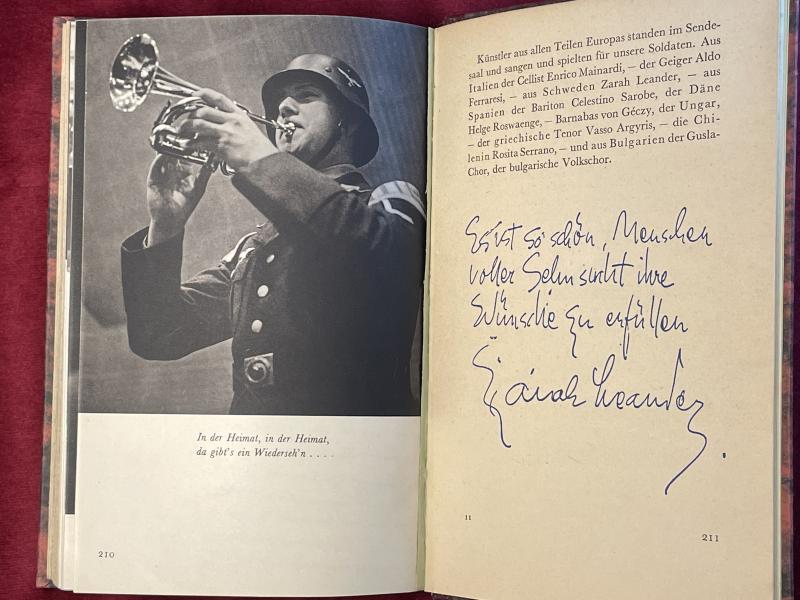 In der Heimat, in der Heimat,
da gibt's ein Wiederseh'n . . . .
210
Künstler aus allen Teilen Europas standen im Sende-
saal und sangen und spielten für unsere Soldaten. Aus
Italien der Cellist Enrico Mainardi, – der Geiger Aldo
Ferraresi, – aus Schweden Zarah Leander, – aus
Spanien der Bariton Celestino Sarobe, der Däne
Helge Roswaenge, – Barnabas von Géczy, der Ungar,
– der griechische Tenor Vasso Argyris, – die Chi-
lenin Rosita Serrano, – und aus Bulgarien der Gusla-
Chor, der bulgarische Volkschor.
Es ist so schön, Menschen
voller Sehnsucht ihre
Wünsche zu erfüllen
Zarah Leander.
11
211